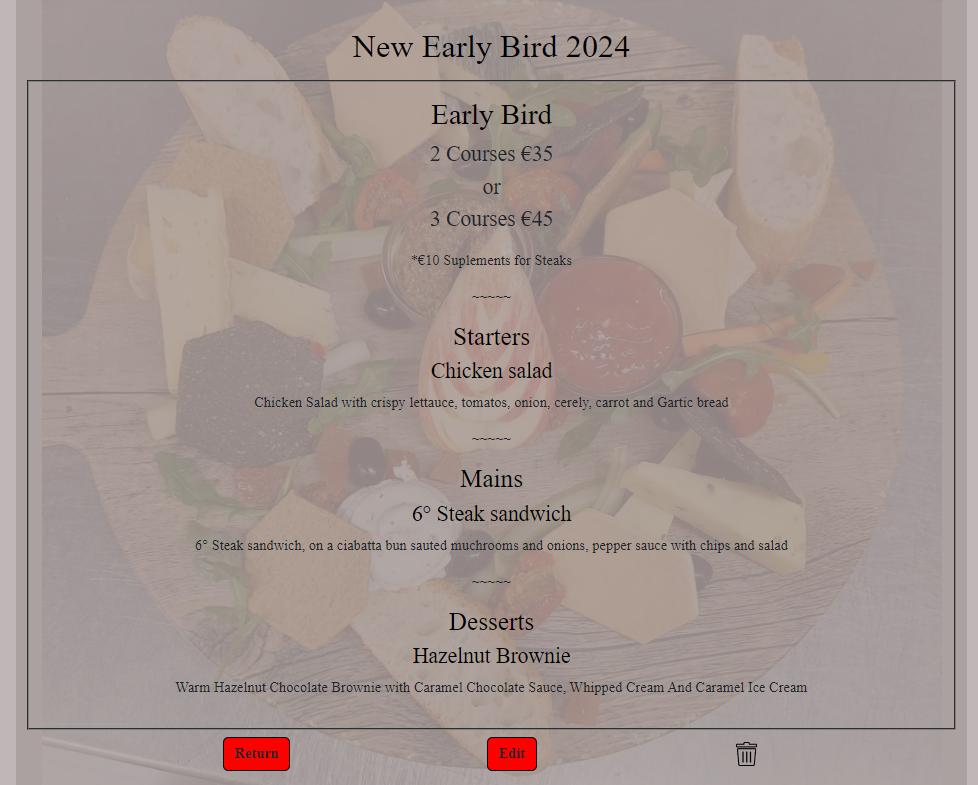 New Early Bird 2024
Early Bird
2 Courses €35
or
3 Courses €45
*€10 Suplements for Steaks
~~~~~
Starters
Chicken salad
Chicken Salad with crispy lettauce, tomatos, onion, cerely, carrot and Gartic bread
~~~~~
Mains
6° Steak sandwich
6° Steak sandwich, on a ciabatta bun sauted muchrooms and onions, pepper sauce with chips and salad
~~~~~
Desserts
Hazelnut Brownie
Warm Hazelnut Chocolate Brownie with Caramel Chocolate Sauce, Whipped Cream And Caramel Ice Cream
Return Edit